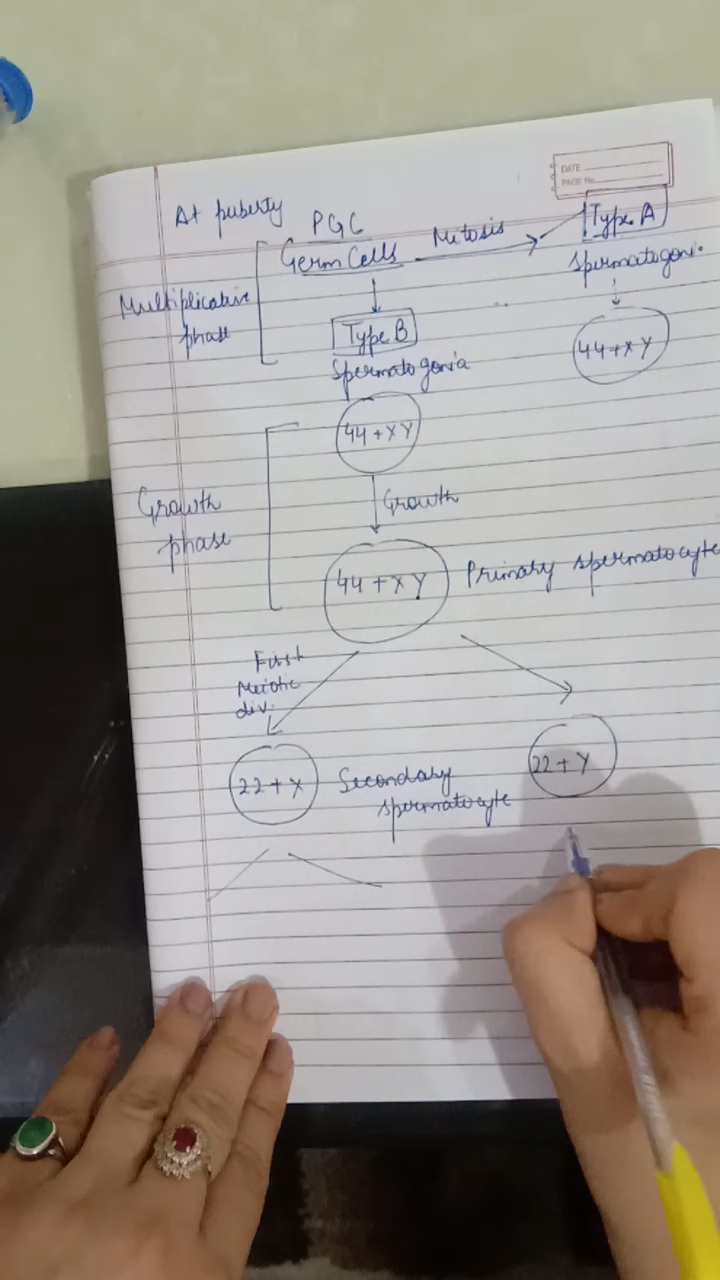 DATE
PAGE No.
At puberty
PGC
Germ Cells
Mitosis
Type A
Spermatogoni
Multiplicative
phase
Type B
Spermatogonia
44+XY
44+XY
Growth
Growth
phase
44+XY
Primary spermatocyte
First
Meiotic
div.
22+X
Secondary
spermatocyte
22+Y